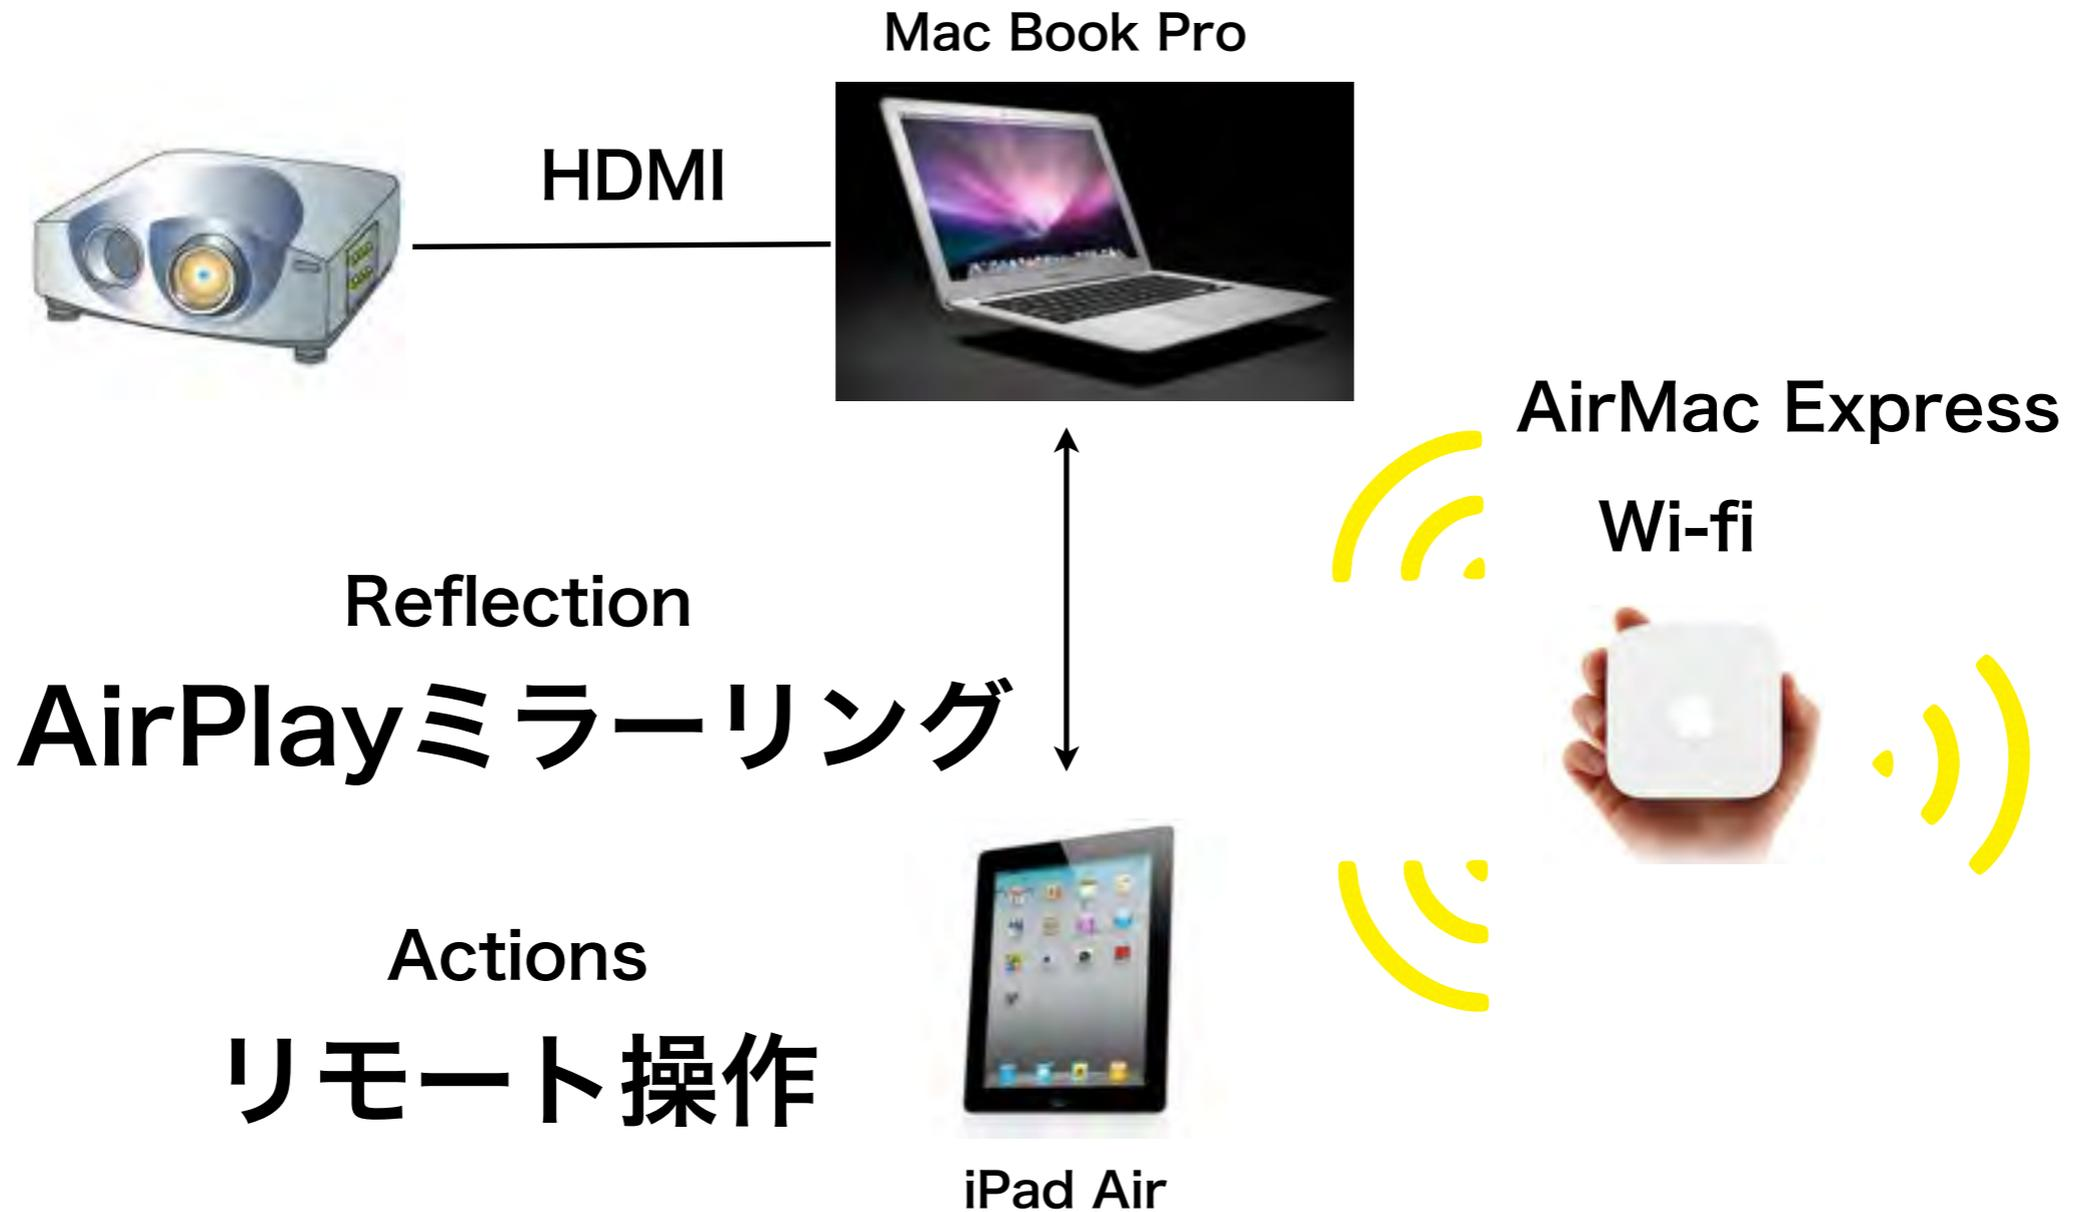 Mac Book Pro
HDMI
AirMac Express
Wi-fi
Reflection
AirPlayミラーリング
Actions
リモート操作
iPad Air